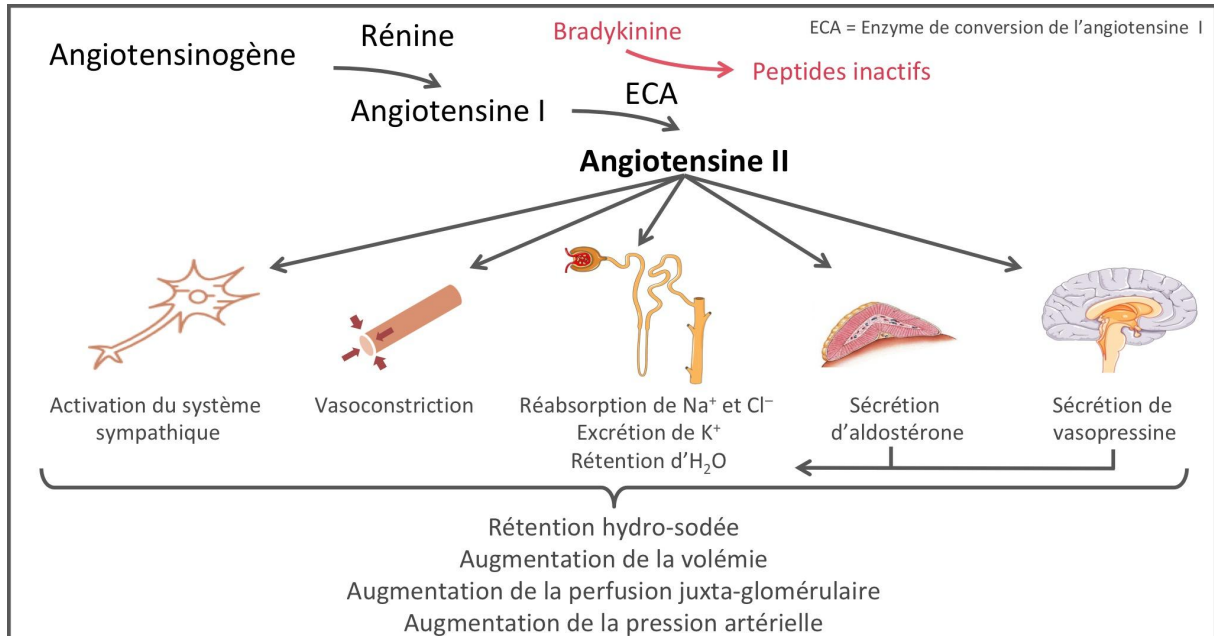 ECA = Enzyme de conversion de l'angiotensine I
Angiotensinogène
Rénine
Bradykinine
Peptides inactifs
Angiotensine I
ECA
Angiotensine II
Activation du système
sympathique
Vasoconstriction
Réabsorption de Na⁺ et Cl⁻
Excrétion de K⁺
Rétention d'H₂O
Sécrétion
d'aldostérone
Sécrétion de
vasopressine
Rétention hydro-sodée
Augmentation de la volémie
Augmentation de la perfusion juxta-glomérulaire
Augmentation de la pression artérielle